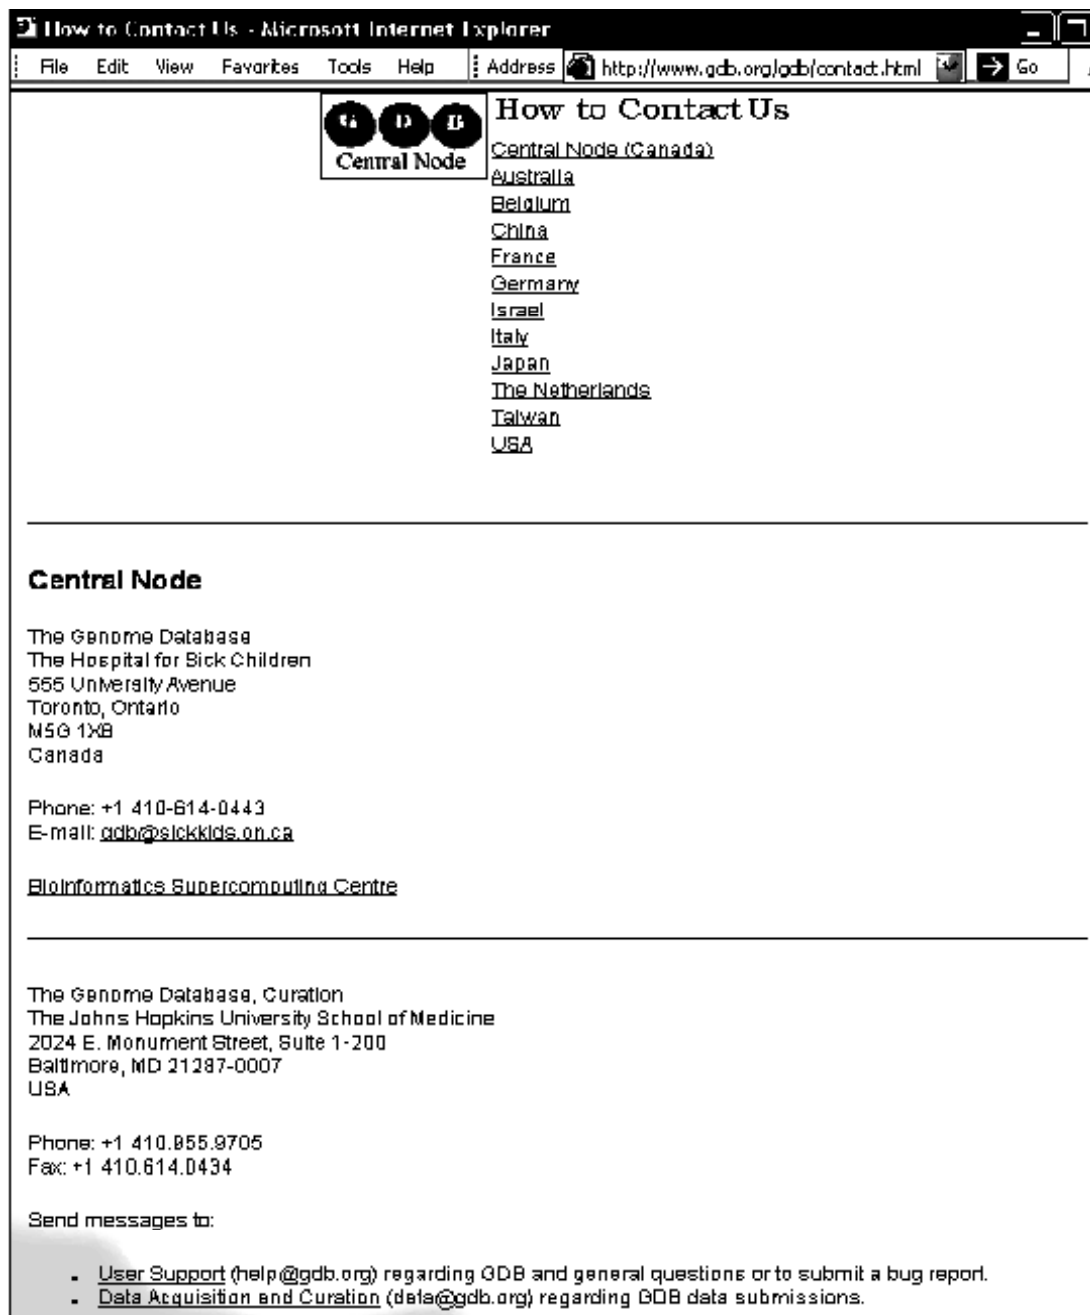 How to Contact Us - Microsoft Internet Explorer
File Edit View Favorites Tools Help Address http://www.gdb.org/gdb/contact.html Go
G D B
Central Node
How to Contact Us
Central Node (Canada)
Australia
Belgium
China
France
Germany
Israel
Italy
Japan
The Netherlands
Taiwan
USA
Central Node
The Genome Database
The Hospital for Sick Children
555 University Avenue
Toronto, Ontario
M5G 1X8
Canada
Phone: +1 410-614-0443
E-mail: gdb@sickkids.on.ca
Bioinformatics Supercomputing Centre
The Genome Database, Curation
The Johns Hopkins University School of Medicine
2024 E. Monument Street, Suite 1-200
Baltimore, MD 21287-0007
USA
Phone: +1 410.955.9705
Fax: +1 410.614.0434
Send messages to:
User Support (help@gdb.org) regarding GDB and general questions or to submit a bug report.
Data Acquisition and Curation (data@gdb.org) regarding GDB data submissions.